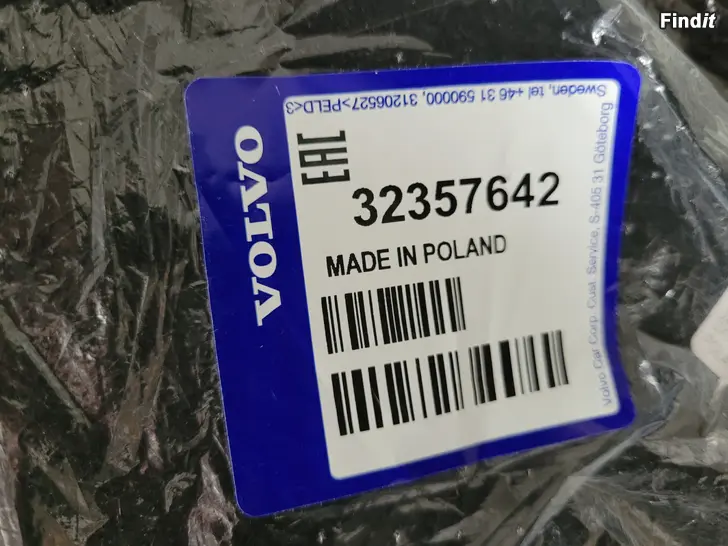 Findit
Volvo Car Corp. Cust. Service, S-405 31 Göteborg
Sweden, tel +46 31 590000, 31206527>PELD<3
VOLVO
EAC
32357642
MADE IN POLAND